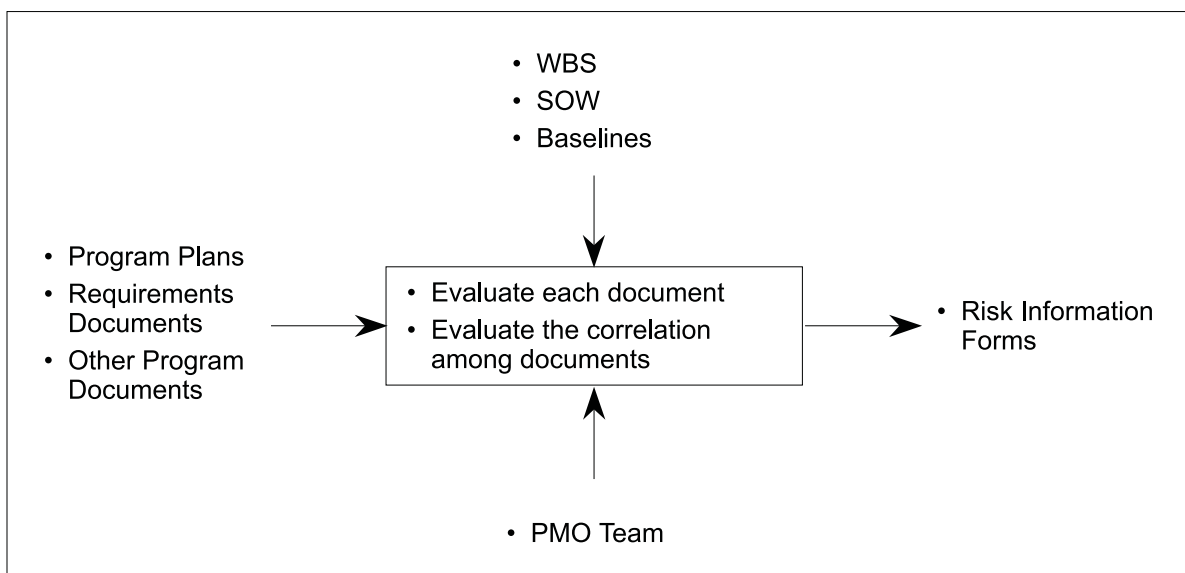 • WBS
• SOW
• Baselines
• Program Plans
• Requirements
Documents
• Other Program
Documents
• Evaluate each document
• Evaluate the correlation
among documents
• Risk Information
Forms
• PMO Team